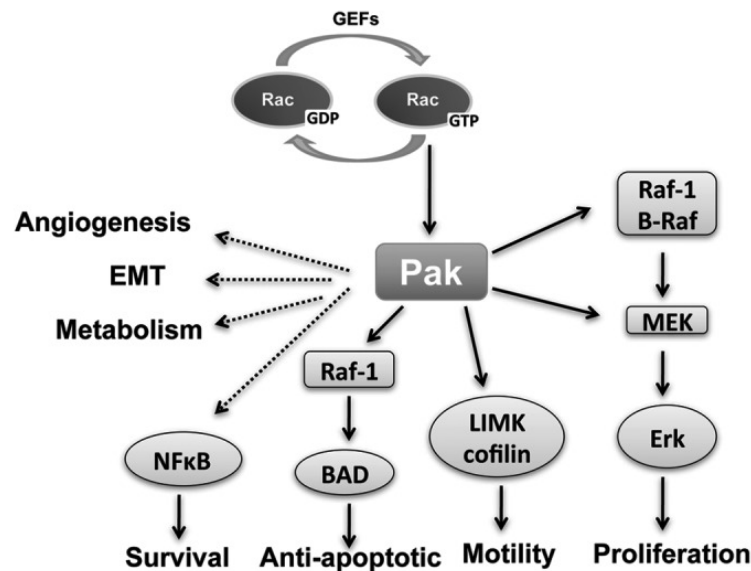 GEFs
Rac
GDP
Rac
GTP
Raf-1
B-Raf
Angiogenesis
EMT
Pak
Metabolism
MEK
Raf-1
LIMK
cofilin
Erk
NFκB
BAD
Survival
Anti-apoptotic
Motility
Proliferation